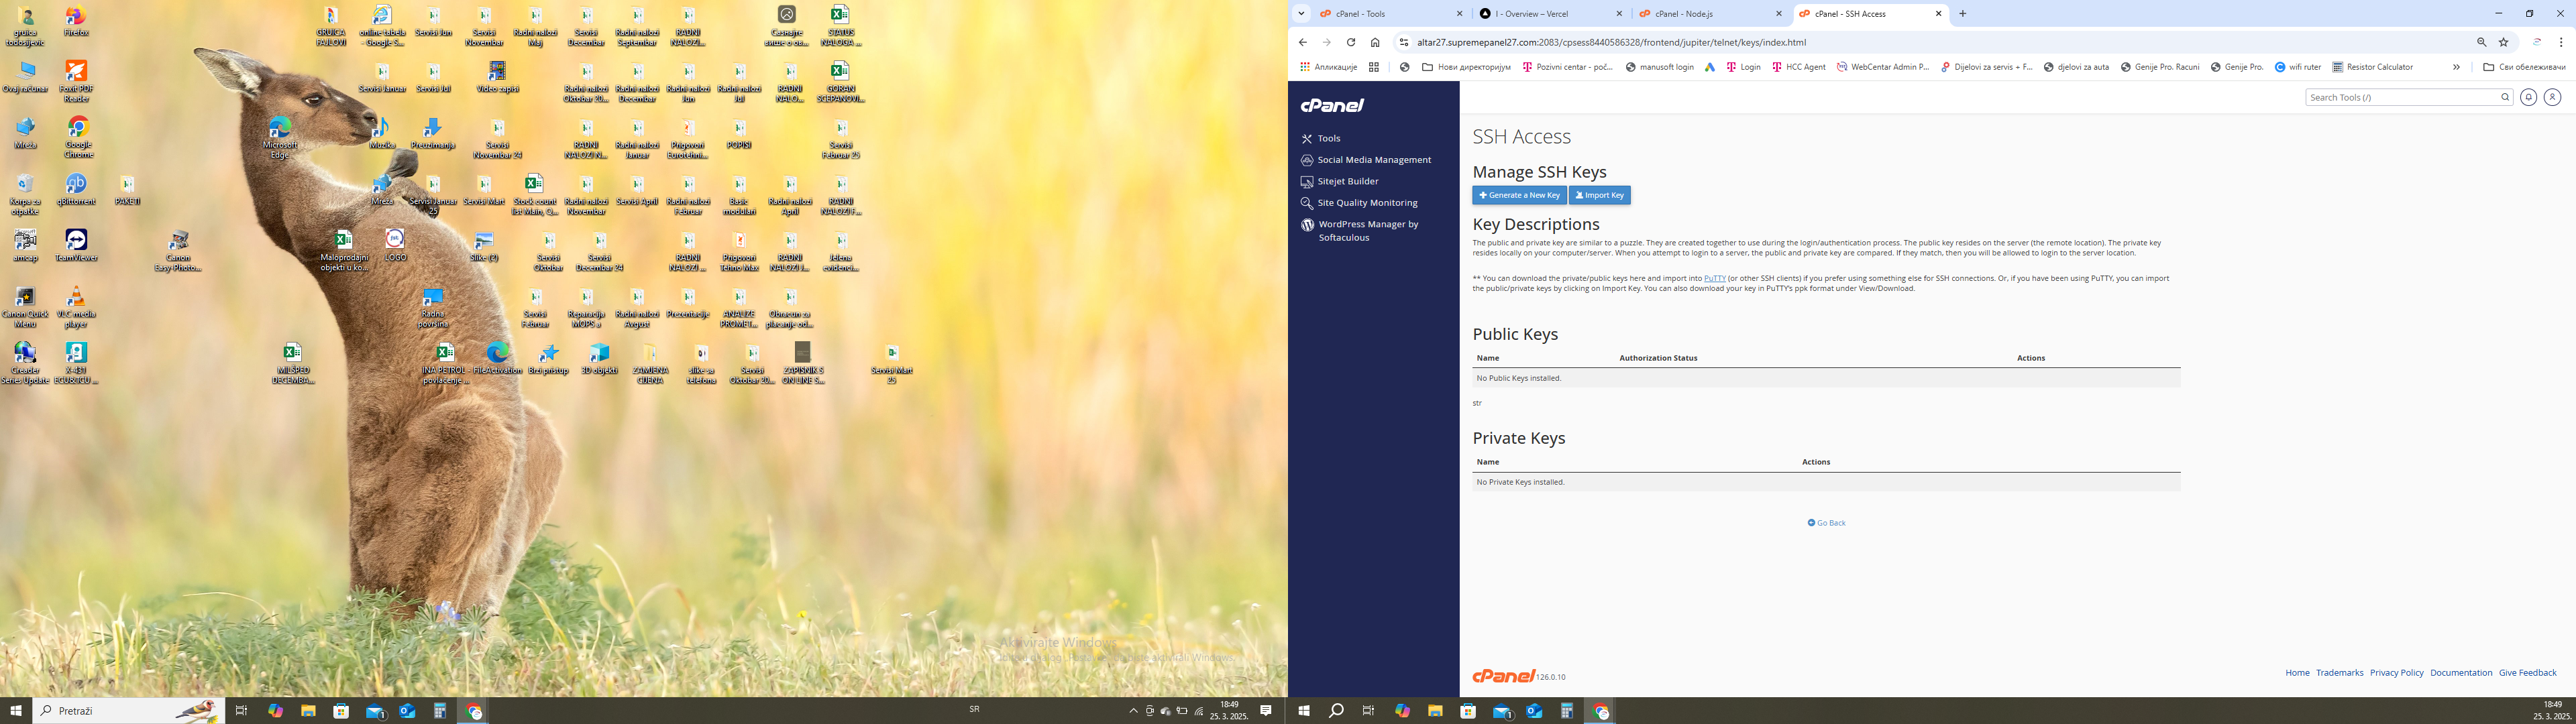 gruica
todosijevic
Firefox
GRUICA
FAJLOVI
online tabela
- Google S...
Servisi Jun
Servisi
Novembar
Radni nalozi
Maj
Servisi
Decembar
Radni nalozi
Septembar
RADNI
NALOZI...
Сазнајте
више о ов...
STATUS
NALOGA ...
Ovaj računar
Foxit PDF
Reader
Servisi Januar
Servisi Jul
Video zapisi
Radni nalozi
Oktobar 20...
Radni nalozi
Decembar
Radni nalozi
Jun
Radni nalozi
Jul
RADNI
NALO...
GORAN
SCEPANOVI...
Mreža
Google
Chrome
Microsoft
Edge
Muzika
Preuzimanja
Servisi
Novembar 24
RADNI
NALOZI N...
Radni nalozi
Januar
Prigovori
Eurotehni...
POPISI
Servisi
Februar 25
Korpa za
otpatke
qBittorrent
PAKETI
Mreža
Servisi Januar
25
Servisi Mart
Stock count
list Main, Q...
Radni nalozi
Novembar
Servisi April
Radni nalozi
Februar
Basic
modulari
Radni nalozi
April
RADNI
NALOZI F...
amcap
TeamViewer
Canon
Easy-Photo...
Maloprodajni
objekti u ko...
LOGO
Slike (2)
Servisi
Oktobar
Servisi
Decembar 24
RADNI
NALOZI ...
Prigovori
Tehno Max
RADNI
NALOZI J...
Jelena
evidenci...
Canon Quick
Menu
VLC media
player
Radna
površina
Servisi
Februar
Reparacija
MOPS-a
Radni nalozi
Avgust
Prezentacije
ANALIZE
PROMET...
Obracun za
placanje od...
Creader
Series Update
X-431
ECU&TCU ...
MILSPED
DECEMBA...
INA PETROL -
povlacenje ...
FileActivation
Brzi pristup
3D objekti
ZAMJENA
CIJENA
slike sa
telefona
Servisi
Oktobar 20...
ZAPISNIK S
ON LINE S...
Servisi Mart
25
Aktivirajte Windows
Pretraži
SR
18:49
25. 3. 2025.
cPanel - Tools
I - Overview – Vercel
cPanel - Node.js
cPanel - SSH Access
altar27.supremepanel27.com:2083/cpsess8440586328/frontend/jupiter/telnet/keys/index.html
Апликације
Нови директоријум
Pozivni centar - poč...
manusoft login
Login
HCC Agent
WebCentar Admin P...
Dijelovi za servis + F...
djelovi za auta
Genije Pro. Racuni
Genije Pro.
wifi ruter
Resistor Calculator
Сви обележивачи
cPanel
Search Tools (/)
Tools
Social Media Management
Sitejet Builder
Site Quality Monitoring
WordPress Manager by
Softaculous
SSH Access
Manage SSH Keys
Generate a New Key
Import Key
Key Descriptions
The public and private key are similar to a puzzle. They are created together to use during the login/authentication process. The public key resides on the server (the remote location). The private key
resides locally on your computer/server. When you attempt to login to a server, the public and private key are compared. If they match, then you will be allowed to login to the server location.
** You can download the private/public keys here and import into PuTTY (or other SSH clients) if you prefer using something else for SSH connections. Or, if you have been using PuTTY, you can import
the public/private keys by clicking on Import Key. You can also download your key in PuTTY's ppk format under View/Download.
Public Keys
Name Authorization Status Actions
No Public Keys installed.
str
Private Keys
Name Actions
No Private Keys installed.
Go Back
cPanel 126.0.10
Home Trademarks Privacy Policy Documentation Give Feedback
18:49
25. 3. 2025.